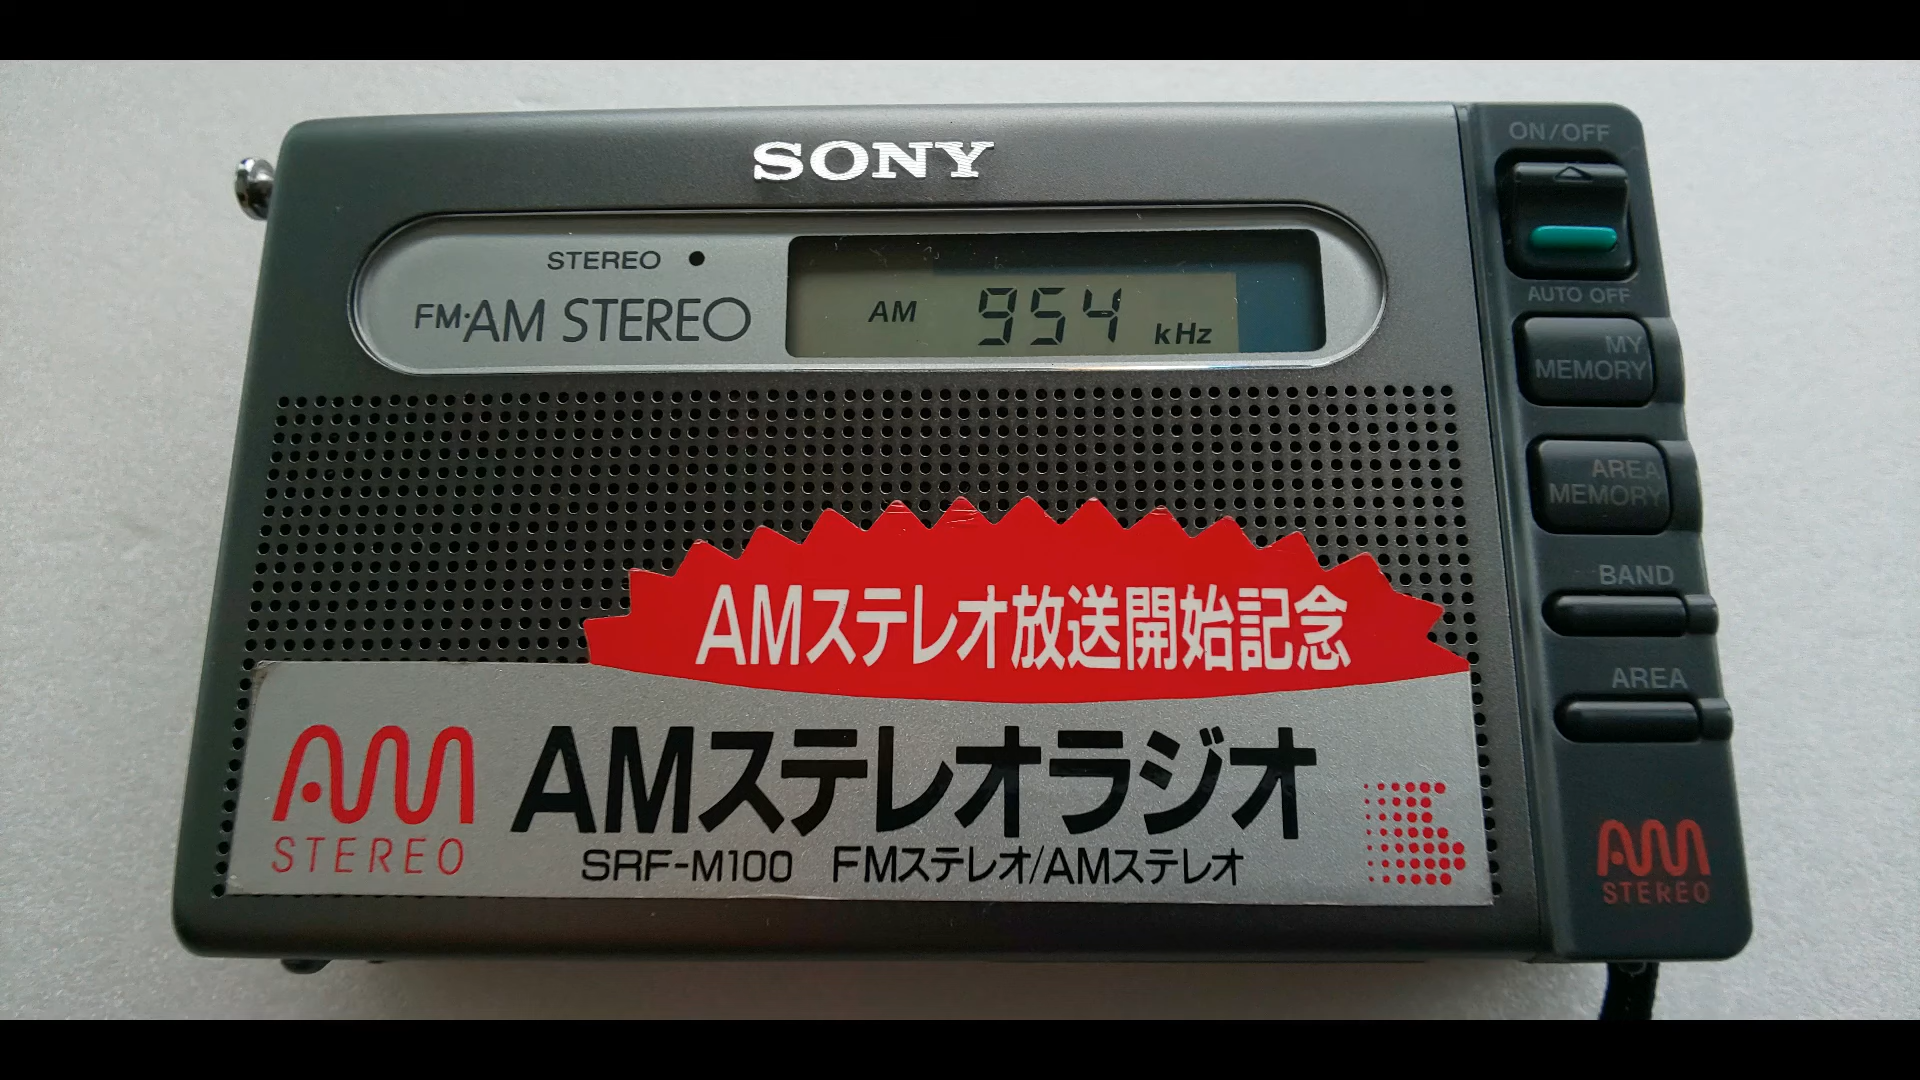 SONY
ON/OFF
STEREO
FM·AM STEREO
AM 954 kHz
AUTO OFF
MY
MEMORY
AREA
MEMORY
BAND
AREA
AMステレオ放送開始記念
AM
STEREO
AMステレオラジオ
SRF-M100 FMステレオ/AMステレオ
AM
STEREO